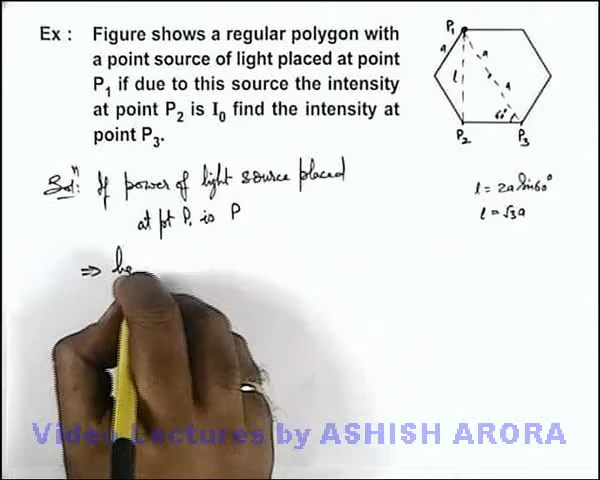 Ex : Figure shows a regular polygon with
a point source of light placed at point
P₁ if due to this source the intensity
at point P₂ is I₀ find the intensity at
point P₃.
P₁
a
a
l
a
60°
P₂ P₃
l = 2a sin60°
l = √3a
Solⁿ: If power of light source placed
at pt P₁ is P
⇒
Video Lectures by ASHISH ARORA